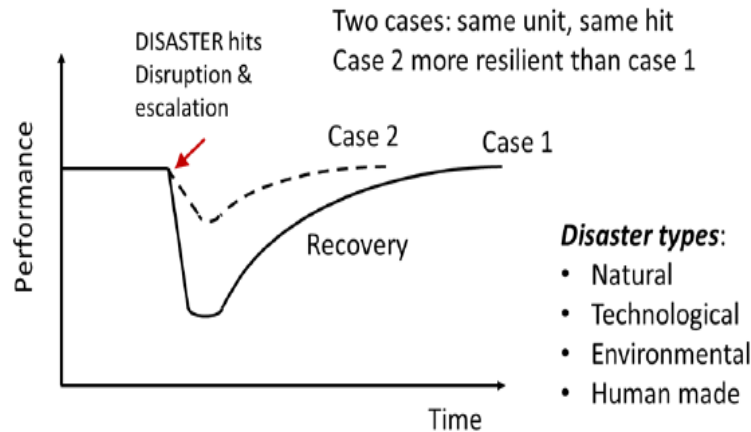 Two cases: same unit, same hit
Case 2 more resilient than case 1
DISASTER hits
Disruption &
escalation
Performance
Case 2
Case 1
Recovery
Time
Disaster types:
• Natural
• Technological
• Environmental
• Human made